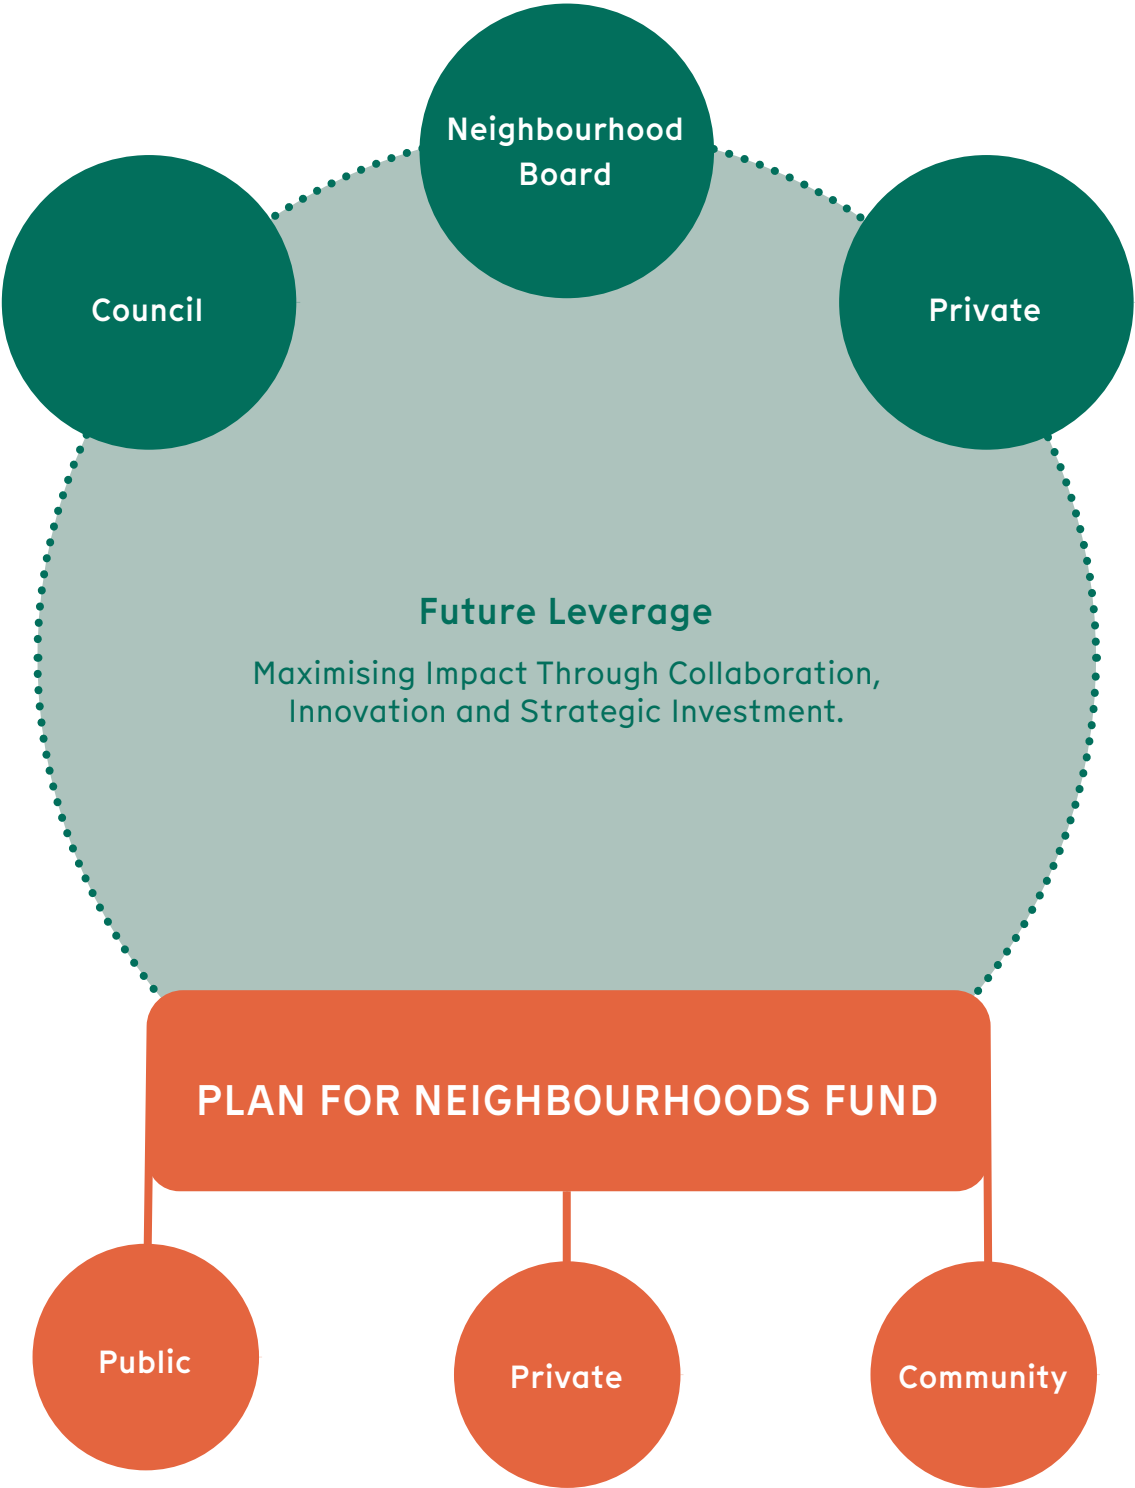 Neighbourhood
Board
Council
Private
Future Leverage
Maximising Impact Through Collaboration,
Innovation and Strategic Investment.
PLAN FOR NEIGHBOURHOODS FUND
Public
Private
Community